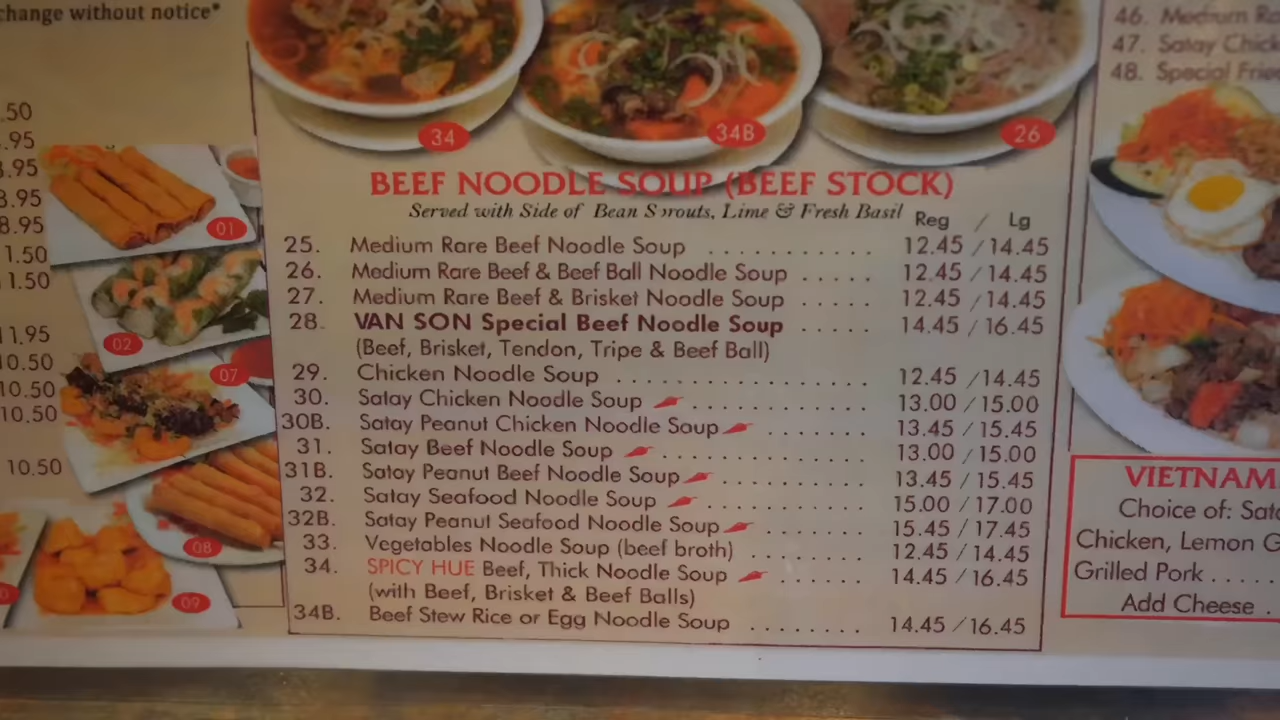 change without notice*
.50
.95
3.95
3.95
8.95
1.50
1.50
11.95
10.50
10.50
10.50
10.50
01
02
07
08
09
34
34B
26
BEEF NOODLE SOUP (BEEF STOCK)
Served with Side of Bean Sprouts, Lime & Fresh Basil
Reg / Lg
25. Medium Rare Beef Noodle Soup ........... 12.45 / 14.45
26. Medium Rare Beef & Beef Ball Noodle Soup ..... 12.45 / 14.45
27. Medium Rare Beef & Brisket Noodle Soup ..... 12.45 / 14.45
28. VAN SON Special Beef Noodle Soup ..... 14.45 / 16.45
(Beef, Brisket, Tendon, Tripe & Beef Ball)
29. Chicken Noodle Soup .................. 12.45 / 14.45
30. Satay Chicken Noodle Soup ............. 13.00 / 15.00
30B. Satay Peanut Chicken Noodle Soup ....... 13.45 / 15.45
31. Satay Beef Noodle Soup ............... 13.00 / 15.00
31B. Satay Peanut Beef Noodle Soup .......... 13.45 / 15.45
32. Satay Seafood Noodle Soup ............ 15.00 / 17.00
32B. Satay Peanut Seafood Noodle Soup ........ 15.45 / 17.45
33. Vegetables Noodle Soup (beef broth) ........ 12.45 / 14.45
34. SPICY HUE Beef, Thick Noodle Soup ...... 14.45 / 16.45
(with Beef, Brisket & Beef Balls)
34B. Beef Stew Rice or Egg Noodle Soup ........ 14.45 / 16.45
46. Medium
47. Satay Chick
48. Special Frie
VIETNAM
Choice of: Sat
Chicken, Lemon G
Grilled Pork ....
Add Cheese .